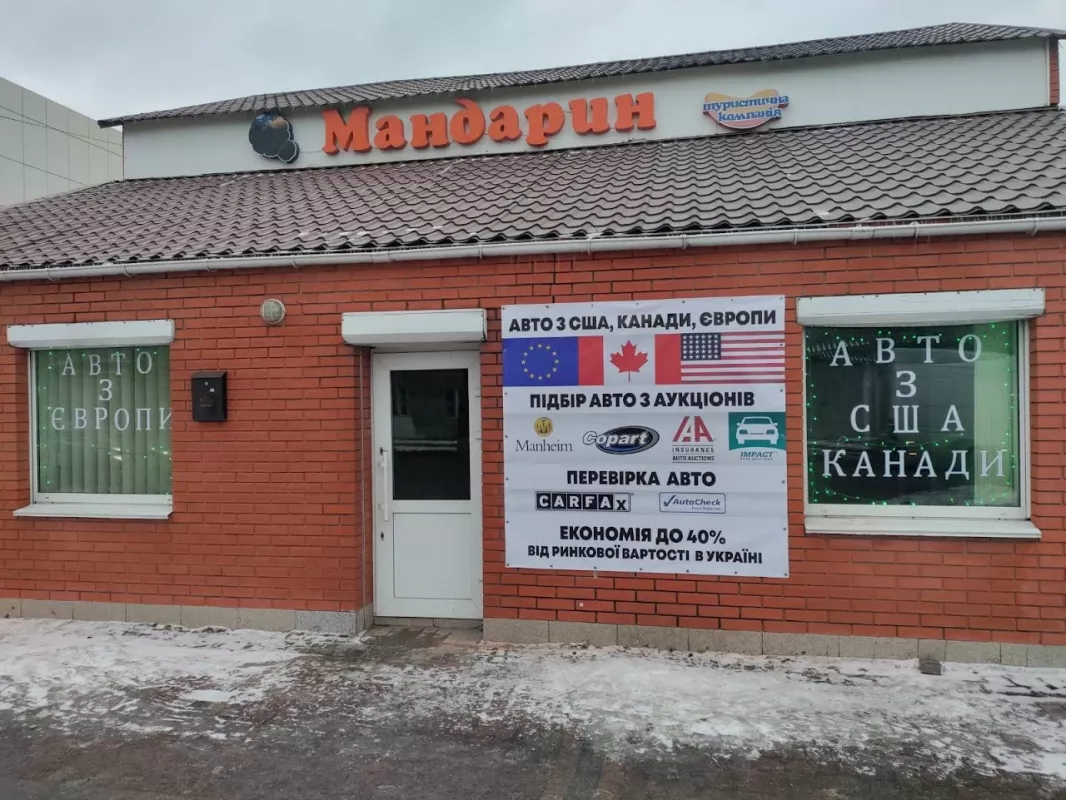 Мандарин
туристична
компанія
АВТО
З
ЄВРОПИ
АВТО З США, КАНАДИ, ЄВРОПИ
ПІДБІР АВТО З АУКЦІОНІВ
Manheim
Copart
IAA
INSURANCE
AUTO AUCTIONS
IMPACT
ПЕРЕВІРКА АВТО
CARFAX
AutoCheck
ЕКОНОМІЯ ДО 40%
ВІД РИНКОВОЇ ВАРТОСТІ В УКРАЇНІ
АВТО
З
США
КАНАДИ